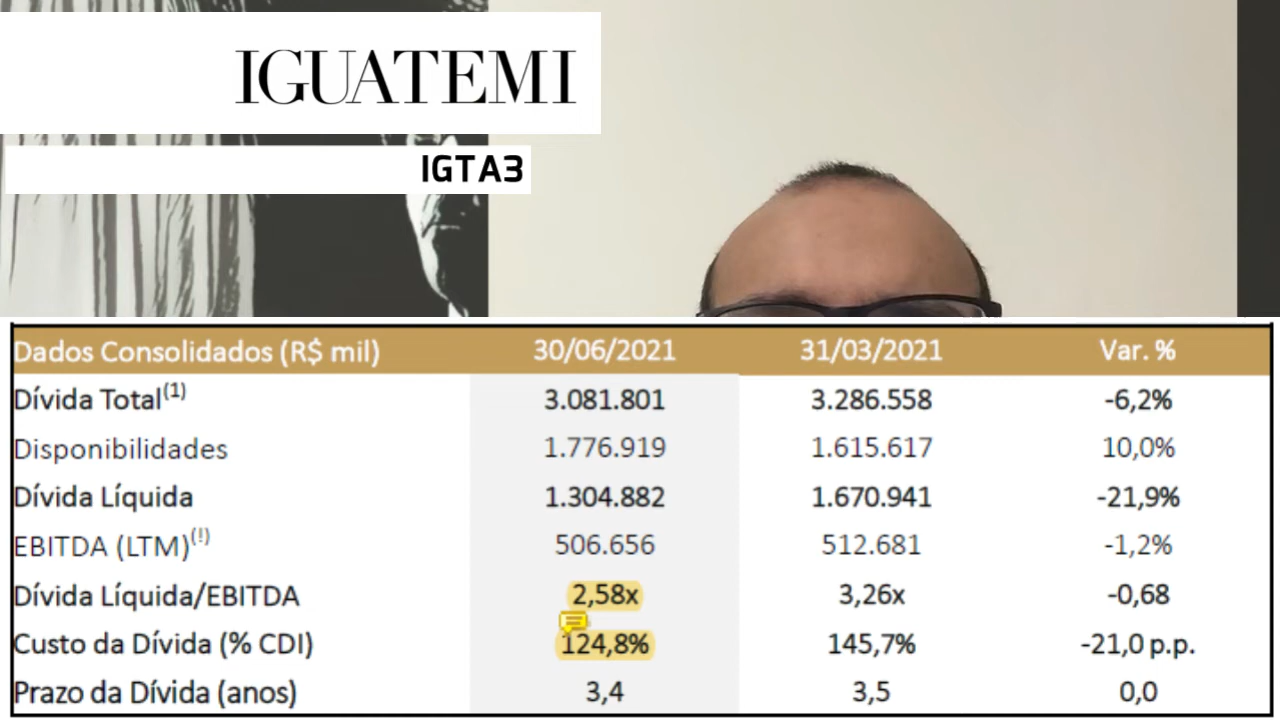 IGUATEMI
IGTA3
Dados Consolidados (R$ mil) 30/06/2021 31/03/2021 Var. %
Dívida Total(1) 3.081.801 3.286.558 -6,2%
Disponibilidades 1.776.919 1.615.617 10,0%
Dívida Líquida 1.304.882 1.670.941 -21,9%
EBITDA (LTM)(!) 506.656 512.681 -1,2%
Dívida Líquida/EBITDA 2,58x 3,26x -0,68
Custo da Dívida (% CDI) 124,8% 145,7% -21,0 p.p.
Prazo da Dívida (anos) 3,4 3,5 0,0